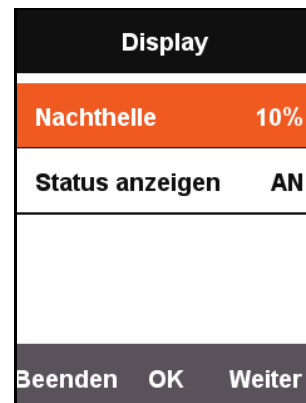 Display
Nachthelle 10%
Status anzeigen AN
Beenden OK Weiter